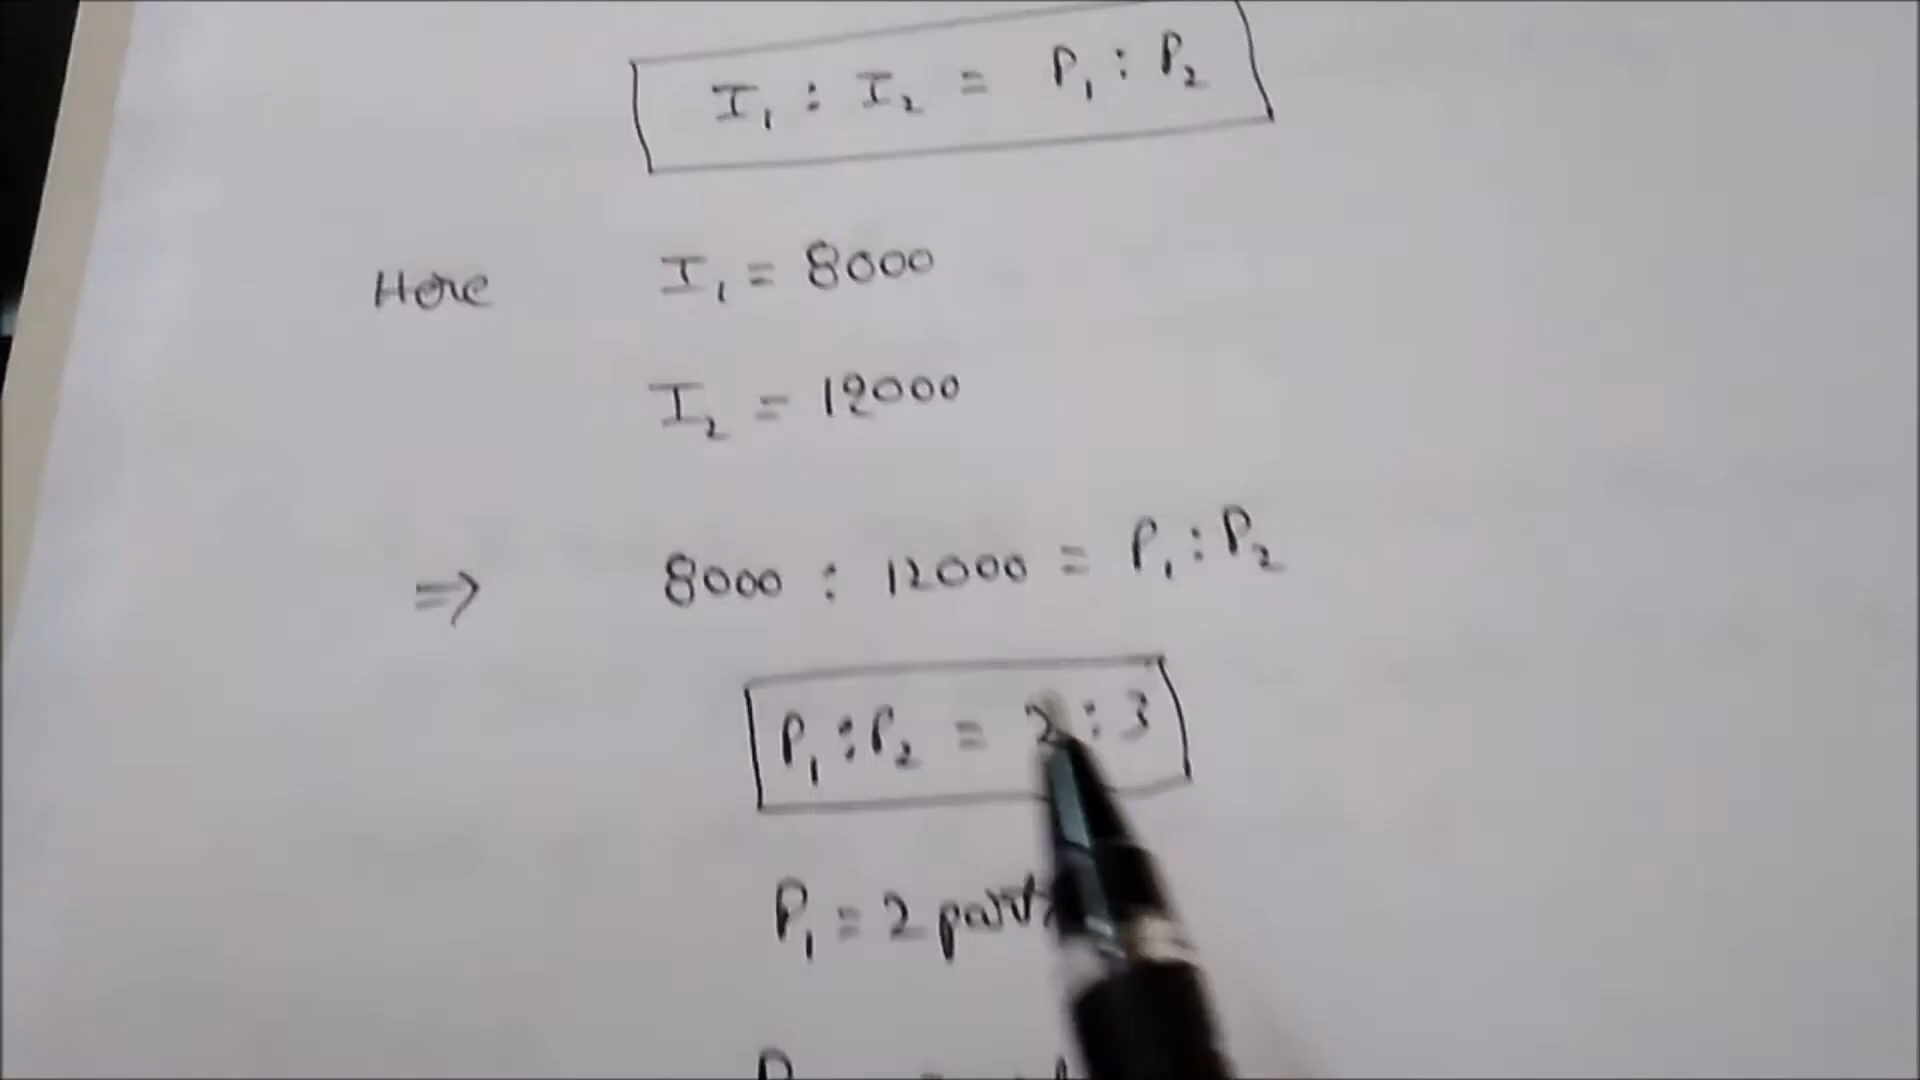 I₁ : I₂ = P₁ : P₂
Here I₁ = 8000
I₂ = 12000
⇒ 8000 : 12000 = P₁ : P₂
P₁ : P₂ = 2 : 3
P₁ = 2 parts